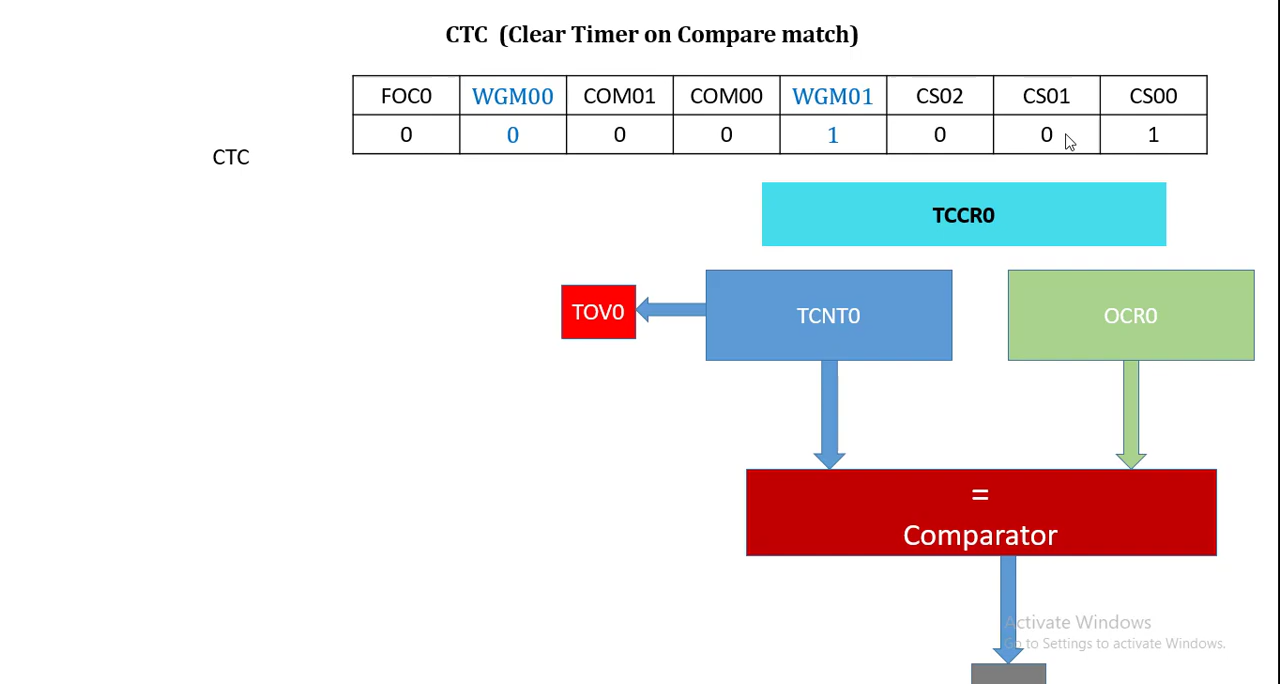 CTC (Clear Timer on Compare match)
FOC0 WGM00 COM01 COM00 WGM01 CS02 CS01 CS00
0 0 0 0 1 0 0 1
CTC
TCCR0
TOV0 TCNT0 OCR0
=
Comparator
Activate Windows
Go to Settings to activate Windows.